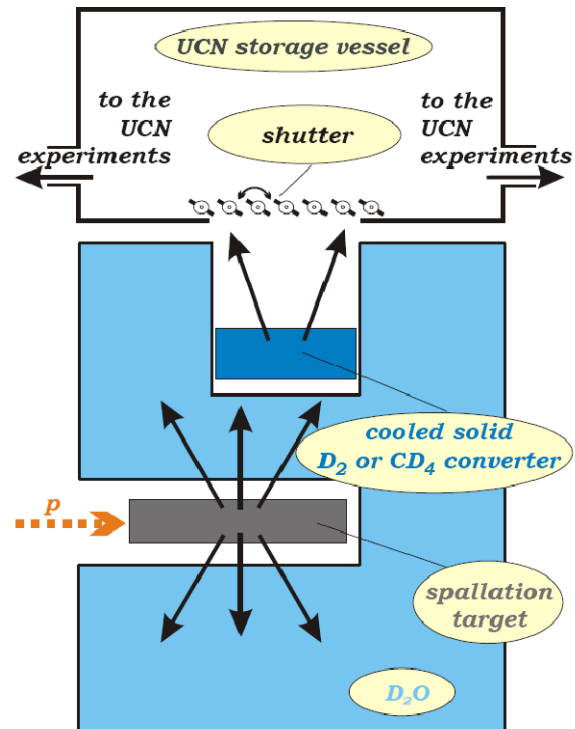 UCN storage vessel
to the
UCN
experiments
to the
UCN
experiments
shutter
cooled solid
D₂ or CD₄ converter
p
spallation
target
D₂O